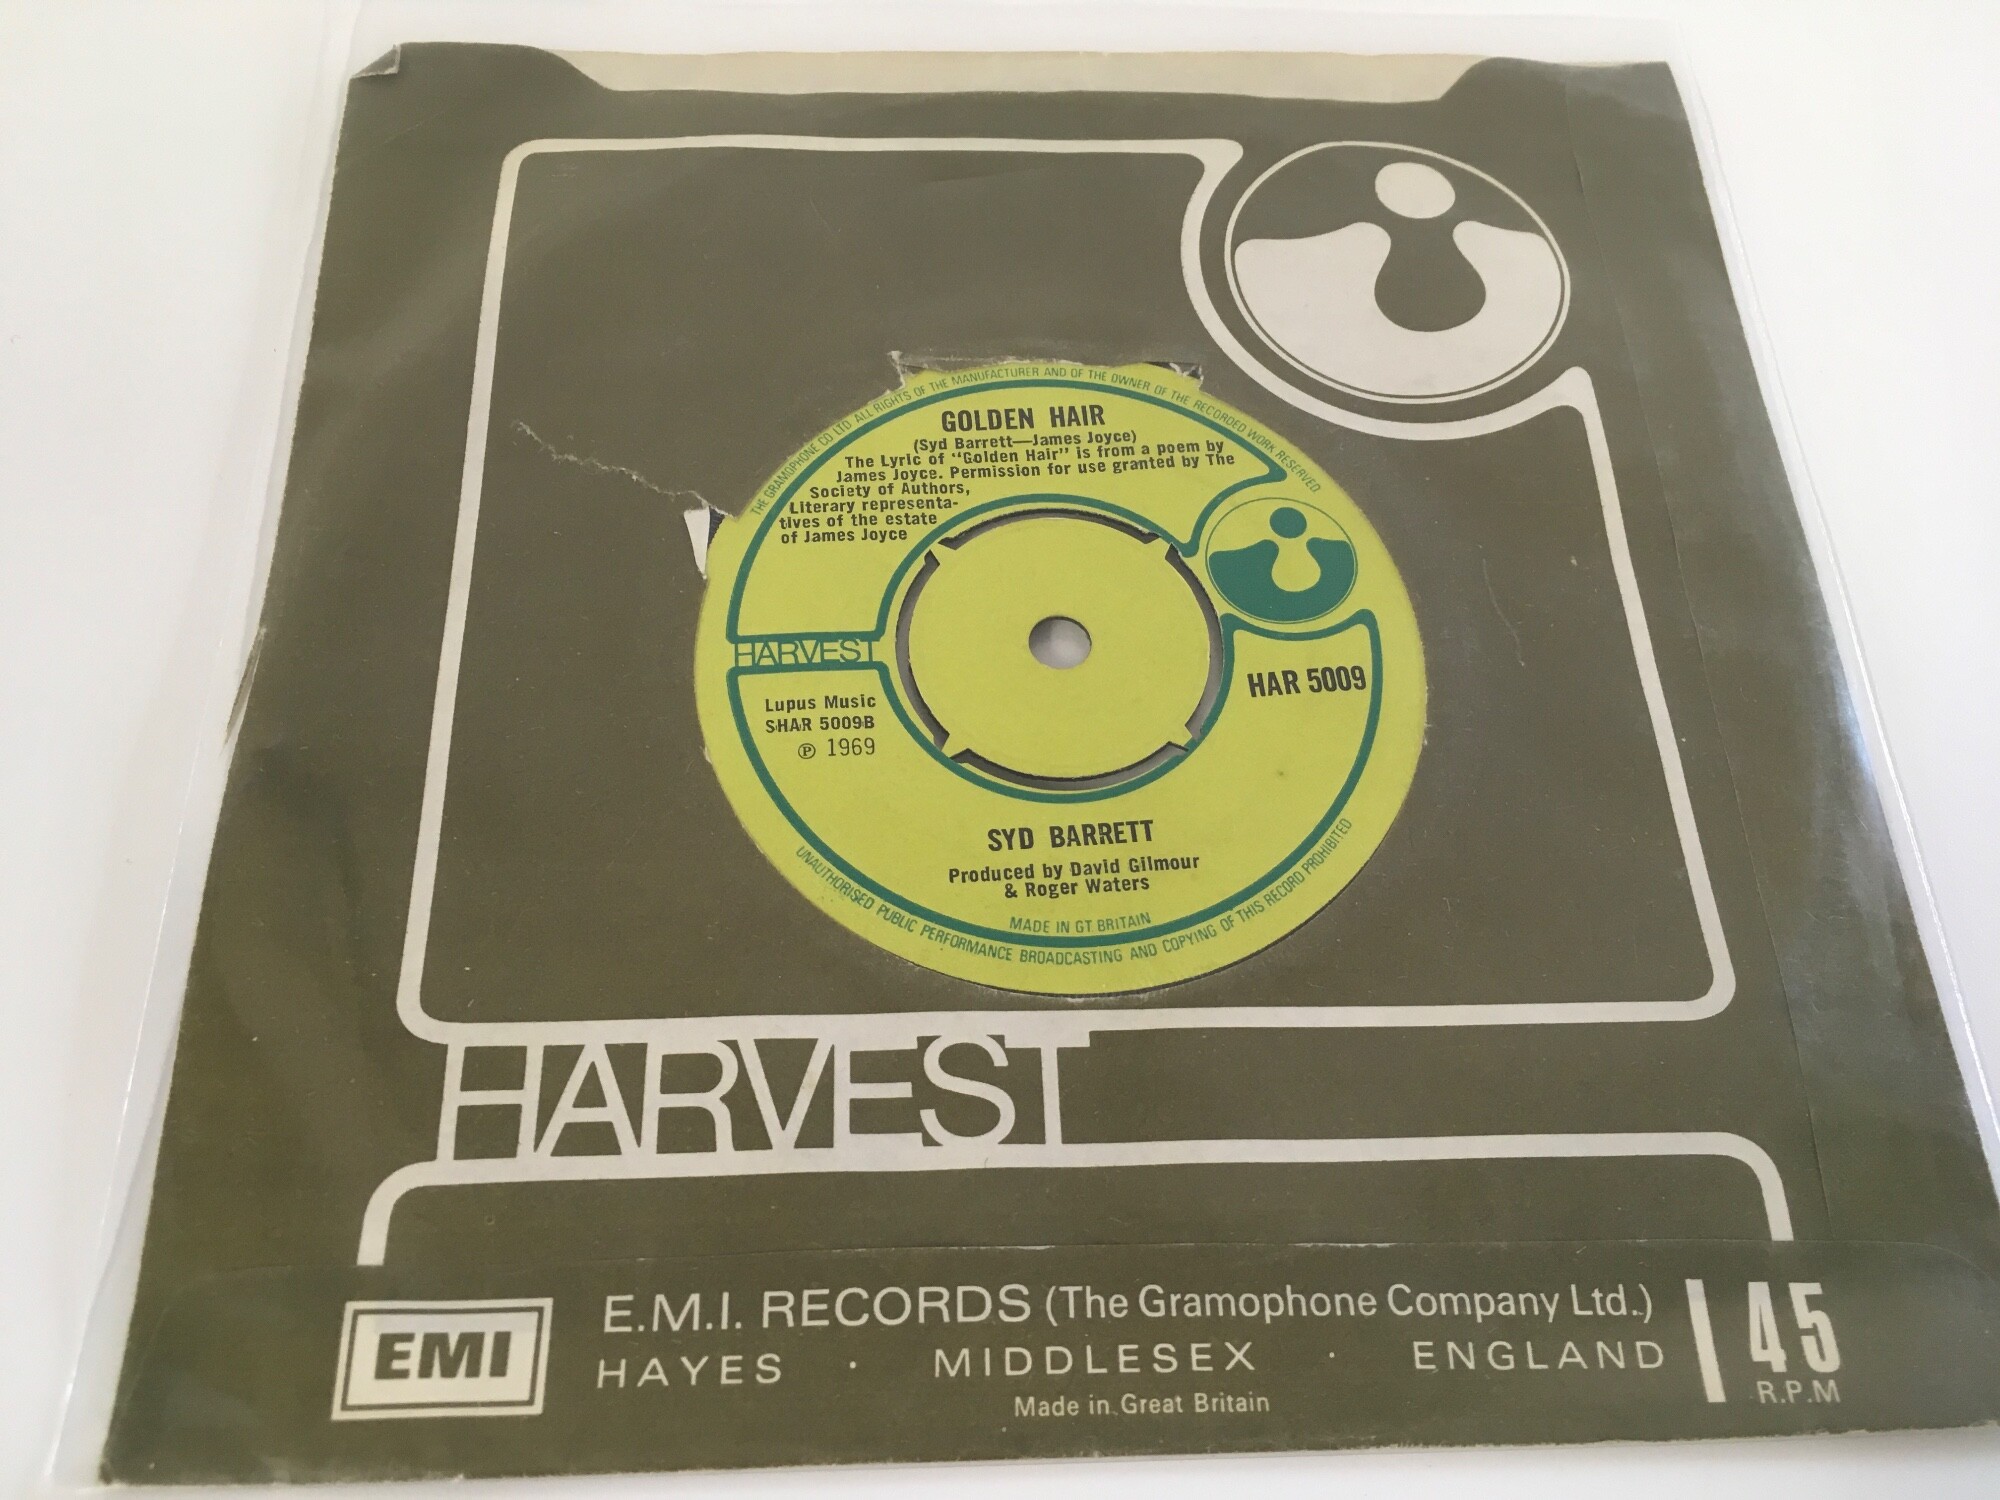 THE GRAMOPHONE CO LTD ALL RIGHTS OF THE MANUFACTURER AND OF THE OWNER OF THE RECORDED WORK RESERVED
GOLDEN HAIR
(Syd Barrett—James Joyce)
The Lyric of "Golden Hair" is from a poem by
James Joyce. Permission for use granted by The
Society of Authors,
Literary representa-
tives of the estate
of James Joyce
HARVEST
HAR 5009
Lupus Music
SHAR 5009B
℗ 1969
SYD BARRETT
Produced by David Gilmour
& Roger Waters
MADE IN GT BRITAIN
UNAUTHORISED PUBLIC PERFORMANCE BROADCASTING AND COPYING OF THIS RECORD PROHIBITED
HARVEST
EMI
E.M.I. RECORDS (The Gramophone Company Ltd.)
HAYES · MIDDLESEX · ENGLAND
Made in Great Britain
45
R.P.M